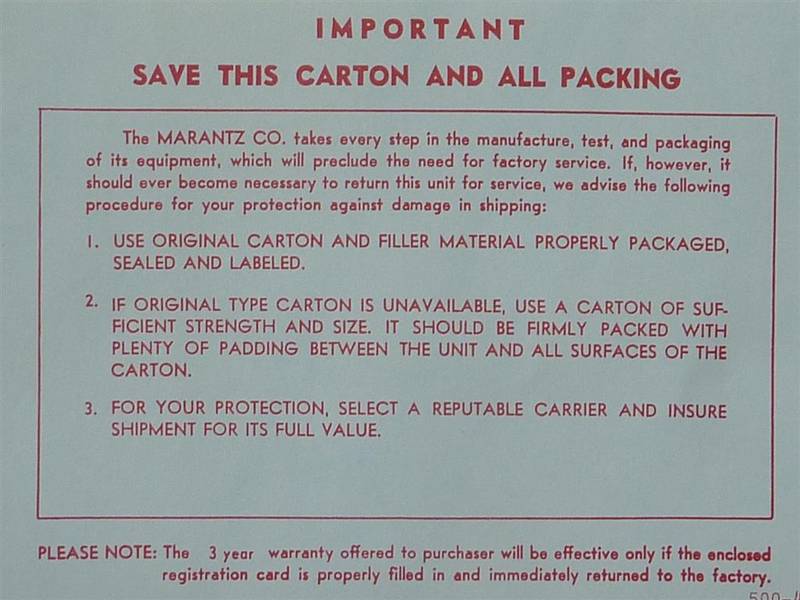 IMPORTANT
SAVE THIS CARTON AND ALL PACKING
The MARANTZ CO. takes every step in the manufacture, test, and packaging
of its equipment, which will preclude the need for factory service. If, however, it
should ever become necessary to return this unit for service, we advise the following
procedure for your protection against damage in shipping:
1. USE ORIGINAL CARTON AND FILLER MATERIAL PROPERLY PACKAGED,
SEALED AND LABELED.
2. IF ORIGINAL TYPE CARTON IS UNAVAILABLE, USE A CARTON OF SUF-
FICIENT STRENGTH AND SIZE. IT SHOULD BE FIRMLY PACKED WITH
PLENTY OF PADDING BETWEEN THE UNIT AND ALL SURFACES OF THE
CARTON.
3. FOR YOUR PROTECTION, SELECT A REPUTABLE CARRIER AND INSURE
SHIPMENT FOR ITS FULL VALUE.
PLEASE NOTE: The 3 year warranty offered to purchaser will be effective only if the enclosed
registration card is properly filled in and immediately returned to the factory.